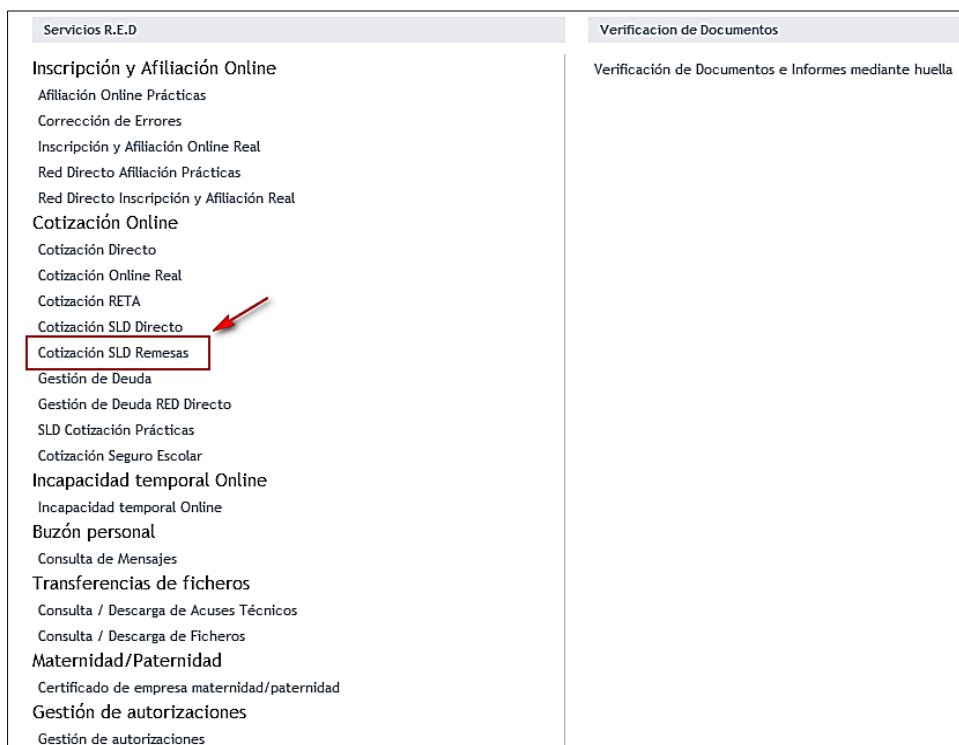 Servicios R.E.D
Inscripción y Afiliación Online
Afiliación Online Prácticas
Corrección de Errores
Inscripción y Afiliación Online Real
Red Directo Afiliación Prácticas
Red Directo Inscripción y Afiliación Real
Cotización Online
Cotización Directo
Cotización Online Real
Cotización RETA
Cotización SLD Directo
Cotización SLD Remesas
Gestión de Deuda
Gestión de Deuda RED Directo
SLD Cotización Prácticas
Cotización Seguro Escolar
Incapacidad temporal Online
Incapacidad temporal Online
Buzón personal
Consulta de Mensajes
Transferencias de ficheros
Consulta / Descarga de Acuses Técnicos
Consulta / Descarga de Ficheros
Maternidad/Paternidad
Certificado de empresa maternidad/paternidad
Gestión de autorizaciones
Gestión de autorizaciones
Verificacion de Documentos
Verificación de Documentos e Informes mediante huella